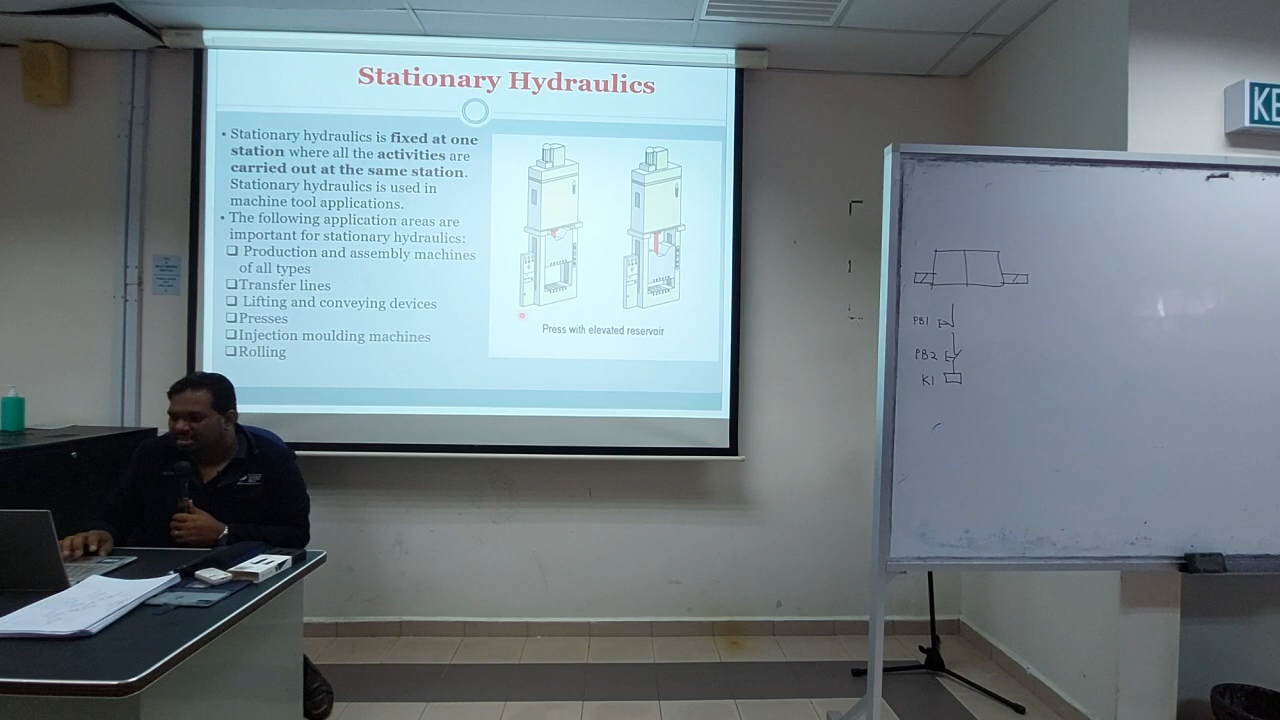 Stationary Hydraulics
• Stationary hydraulics is fixed at one
station where all the activities are
carried out at the same station.
Stationary hydraulics is used in
machine tool applications.
• The following application areas are
important for stationary hydraulics:
❑ Production and assembly machines
of all types
❑Transfer lines
❑ Lifting and conveying devices
❑Presses
❑Injection moulding machines
❑Rolling
Press with elevated reservoir
PB1
PB2
K1
KE